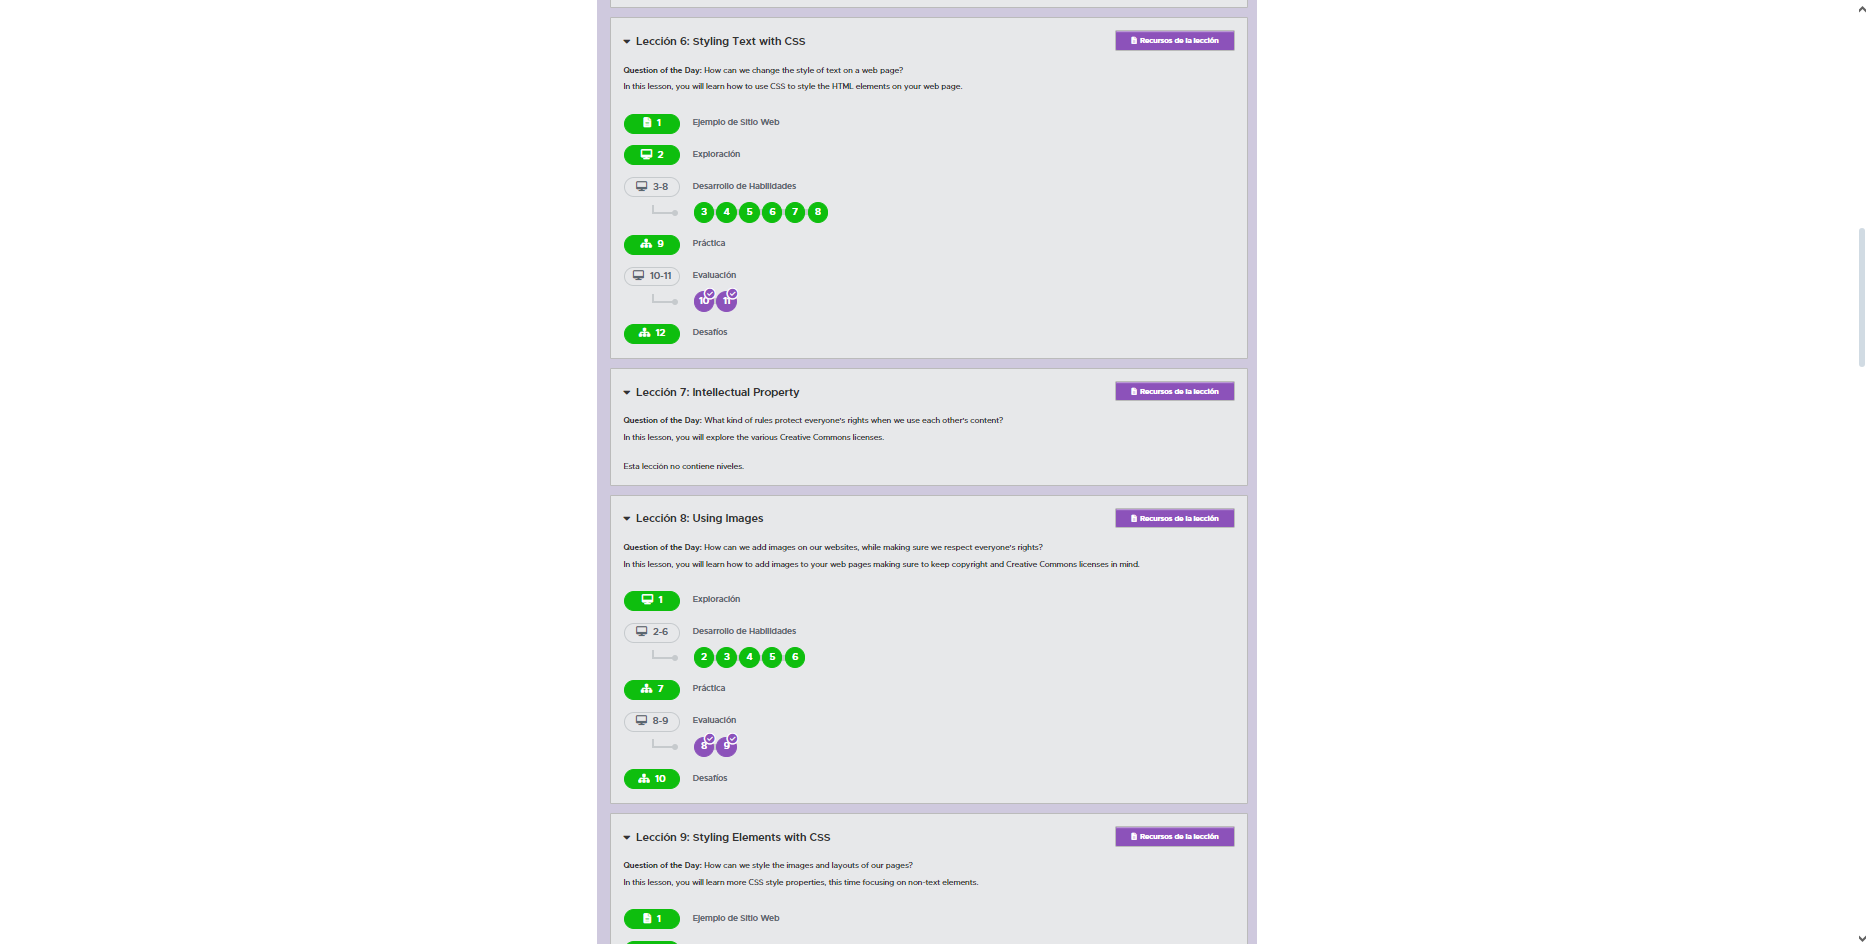 Lección 6: Styling Text with CSS
Recursos de la lección
Question of the Day: How can we change the style of text on a web page?
In this lesson, you will learn how to use CSS to style the HTML elements on your web page.
1 Ejemplo de Sitio Web
2 Exploración
3-8 Desarrollo de Habilidades
3 4 5 6 7 8
9 Práctica
10-11 Evaluación
10 11
12 Desafíos
Lección 7: Intellectual Property
Recursos de la lección
Question of the Day: What kind of rules protect everyone's rights when we use each other's content?
In this lesson, you will explore the various Creative Commons licenses.
Esta lección no contiene niveles.
Lección 8: Using Images
Recursos de la lección
Question of the Day: How can we add images on our websites, while making sure we respect everyone's rights?
In this lesson, you will learn how to add images to your web pages making sure to keep copyright and Creative Commons licenses in mind.
1 Exploración
2-6 Desarrollo de Habilidades
2 3 4 5 6
7 Práctica
8-9 Evaluación
8 9
10 Desafíos
Lección 9: Styling Elements with CSS
Recursos de la lección
Question of the Day: How can we style the images and layouts of our pages?
In this lesson, you will learn more CSS style properties, this time focusing on non-text elements.
1 Ejemplo de Sitio Web